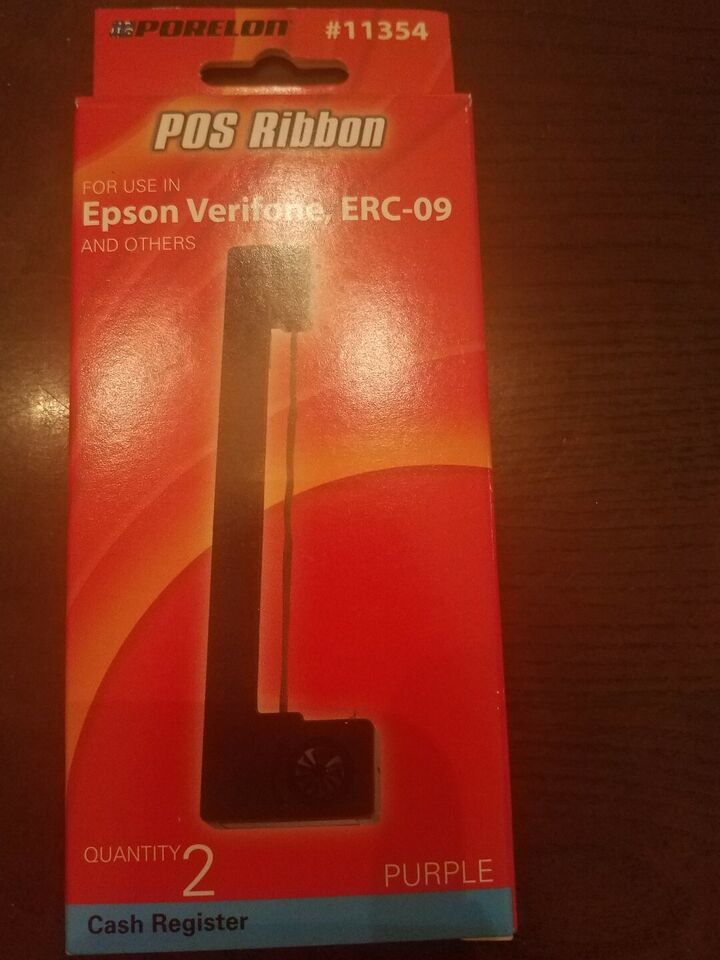 PORELON #11354
POS Ribbon
FOR USE IN
Epson Verifone, ERC-09
AND OTHERS
QUANTITY 2
PURPLE
Cash Register